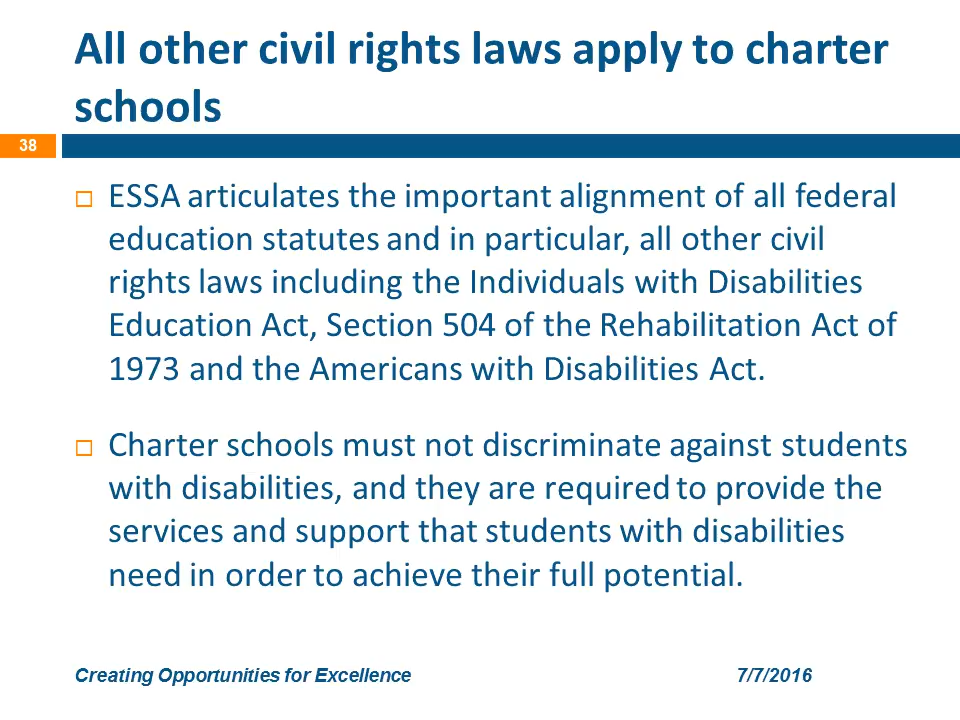 All other civil rights laws apply to charter
schools
38
ESSA articulates the important alignment of all federal
education statutes and in particular, all other civil
rights laws including the Individuals with Disabilities
Education Act, Section 504 of the Rehabilitation Act of
1973 and the Americans with Disabilities Act.
Charter schools must not discriminate against students
with disabilities, and they are required to provide the
services and support that students with disabilities
need in order to achieve their full potential.
Creating Opportunities for Excellence 7/7/2016